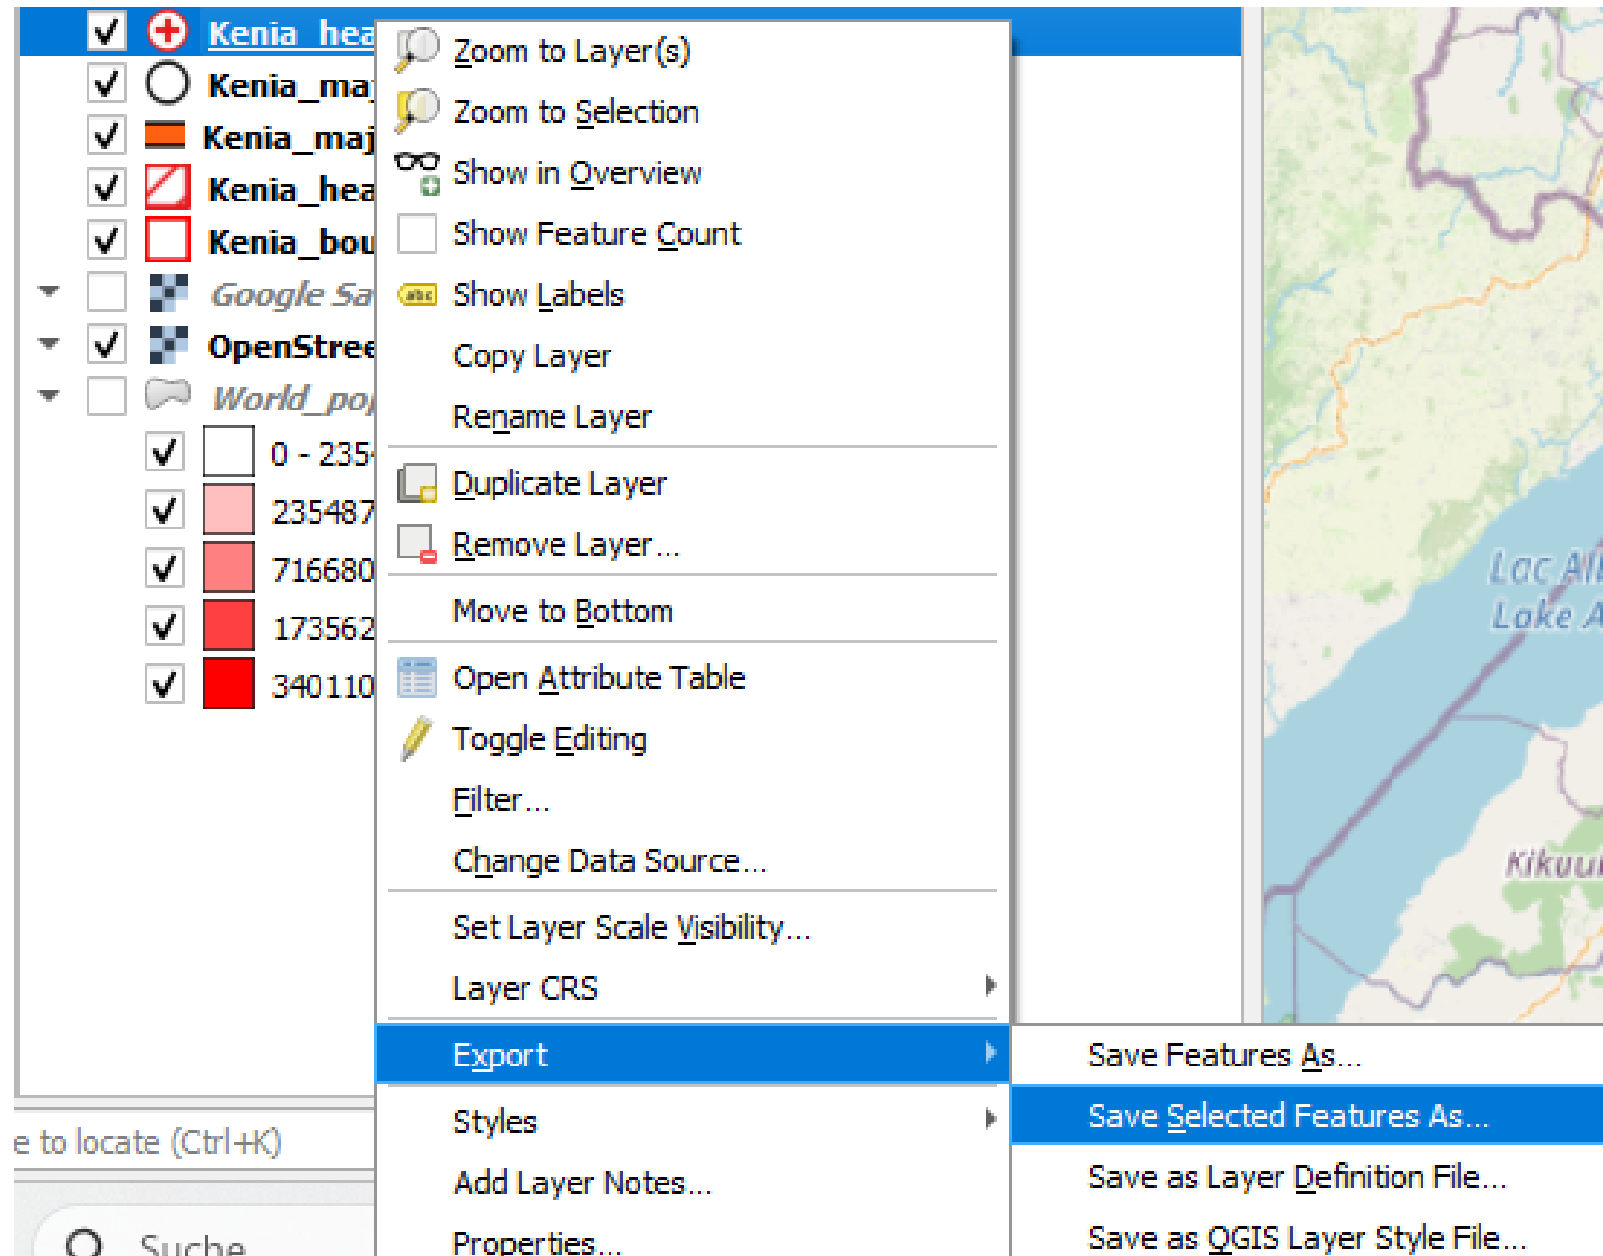 Kenia_hea
Kenia_maj
Kenia_maj
Kenia_hea
Kenia_bou
Google Sa
OpenStree
World_pop
0 - 235
235487
716680
173562
340110
Zoom to Layer(s)
Zoom to Selection
Show in Overview
Show Feature Count
abc
Show Labels
Copy Layer
Rename Layer
Duplicate Layer
Remove Layer...
Move to Bottom
Open Attribute Table
Toggle Editing
Filter...
Change Data Source...
Set Layer Scale Visibility...
Layer CRS
Export
Styles
Add Layer Notes...
Properties...
Save Features As...
Save Selected Features As...
Save as Layer Definition File...
Save as QGIS Layer Style File...
e to locate (Ctrl+K)
Suche
Lac Alb
Lake A
Kikuu